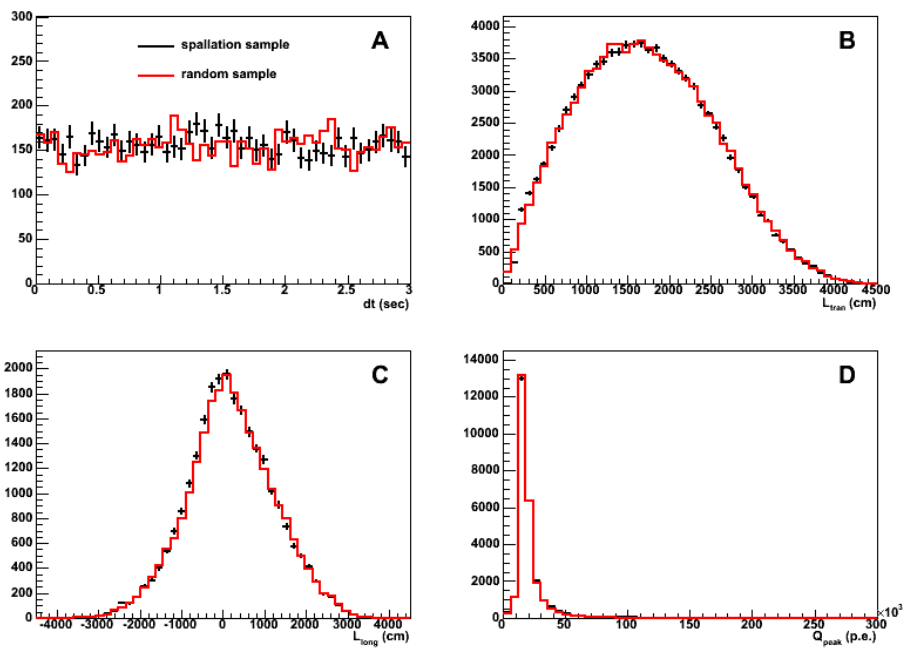 300
250
200
150
100
50
0
A
spallation sample
random sample
0 0.5 1 1.5 2 2.5 3
dt (sec)
4000
3500
3000
2500
2000
1500
1000
500
0
B
0 500 1000 1500 2000 2500 3000 3500 4000 4500
L_tran (cm)
2000
1800
1600
1400
1200
1000
800
600
400
200
0
C
-4000 -3000 -2000 -1000 0 1000 2000 3000 4000
L_long (cm)
14000
12000
10000
8000
6000
4000
2000
0
D
0 50 100 150 200 250 300
×10³
Q_peak (p.e.)